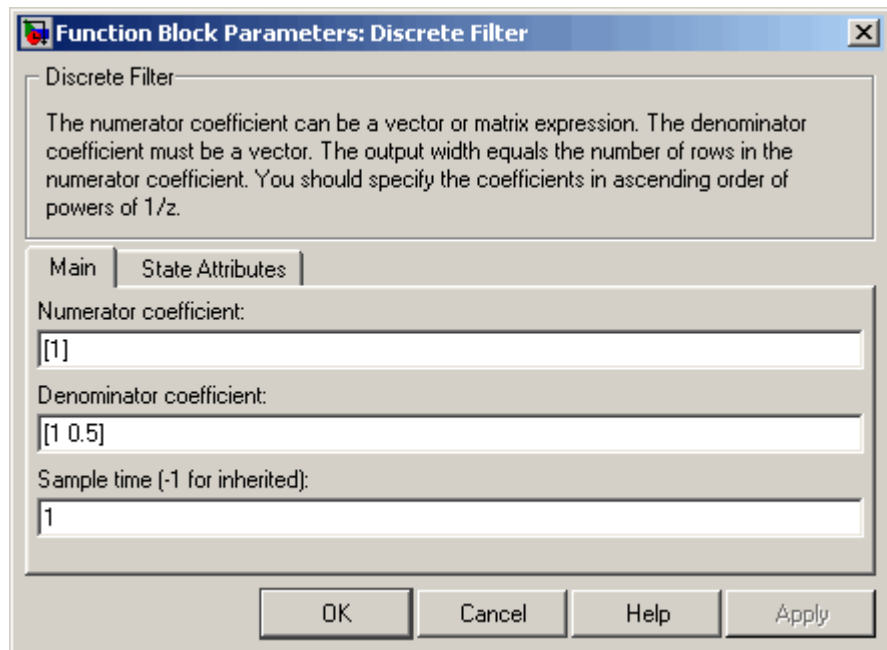 Function Block Parameters: Discrete Filter
Discrete Filter
The numerator coefficient can be a vector or matrix expression. The denominator
coefficient must be a vector. The output width equals the number of rows in the
numerator coefficient. You should specify the coefficients in ascending order of
powers of 1/z.
Main State Attributes
Numerator coefficient:
[1]
Denominator coefficient:
[1 0.5]
Sample time (-1 for inherited):
1
OK Cancel Help Apply